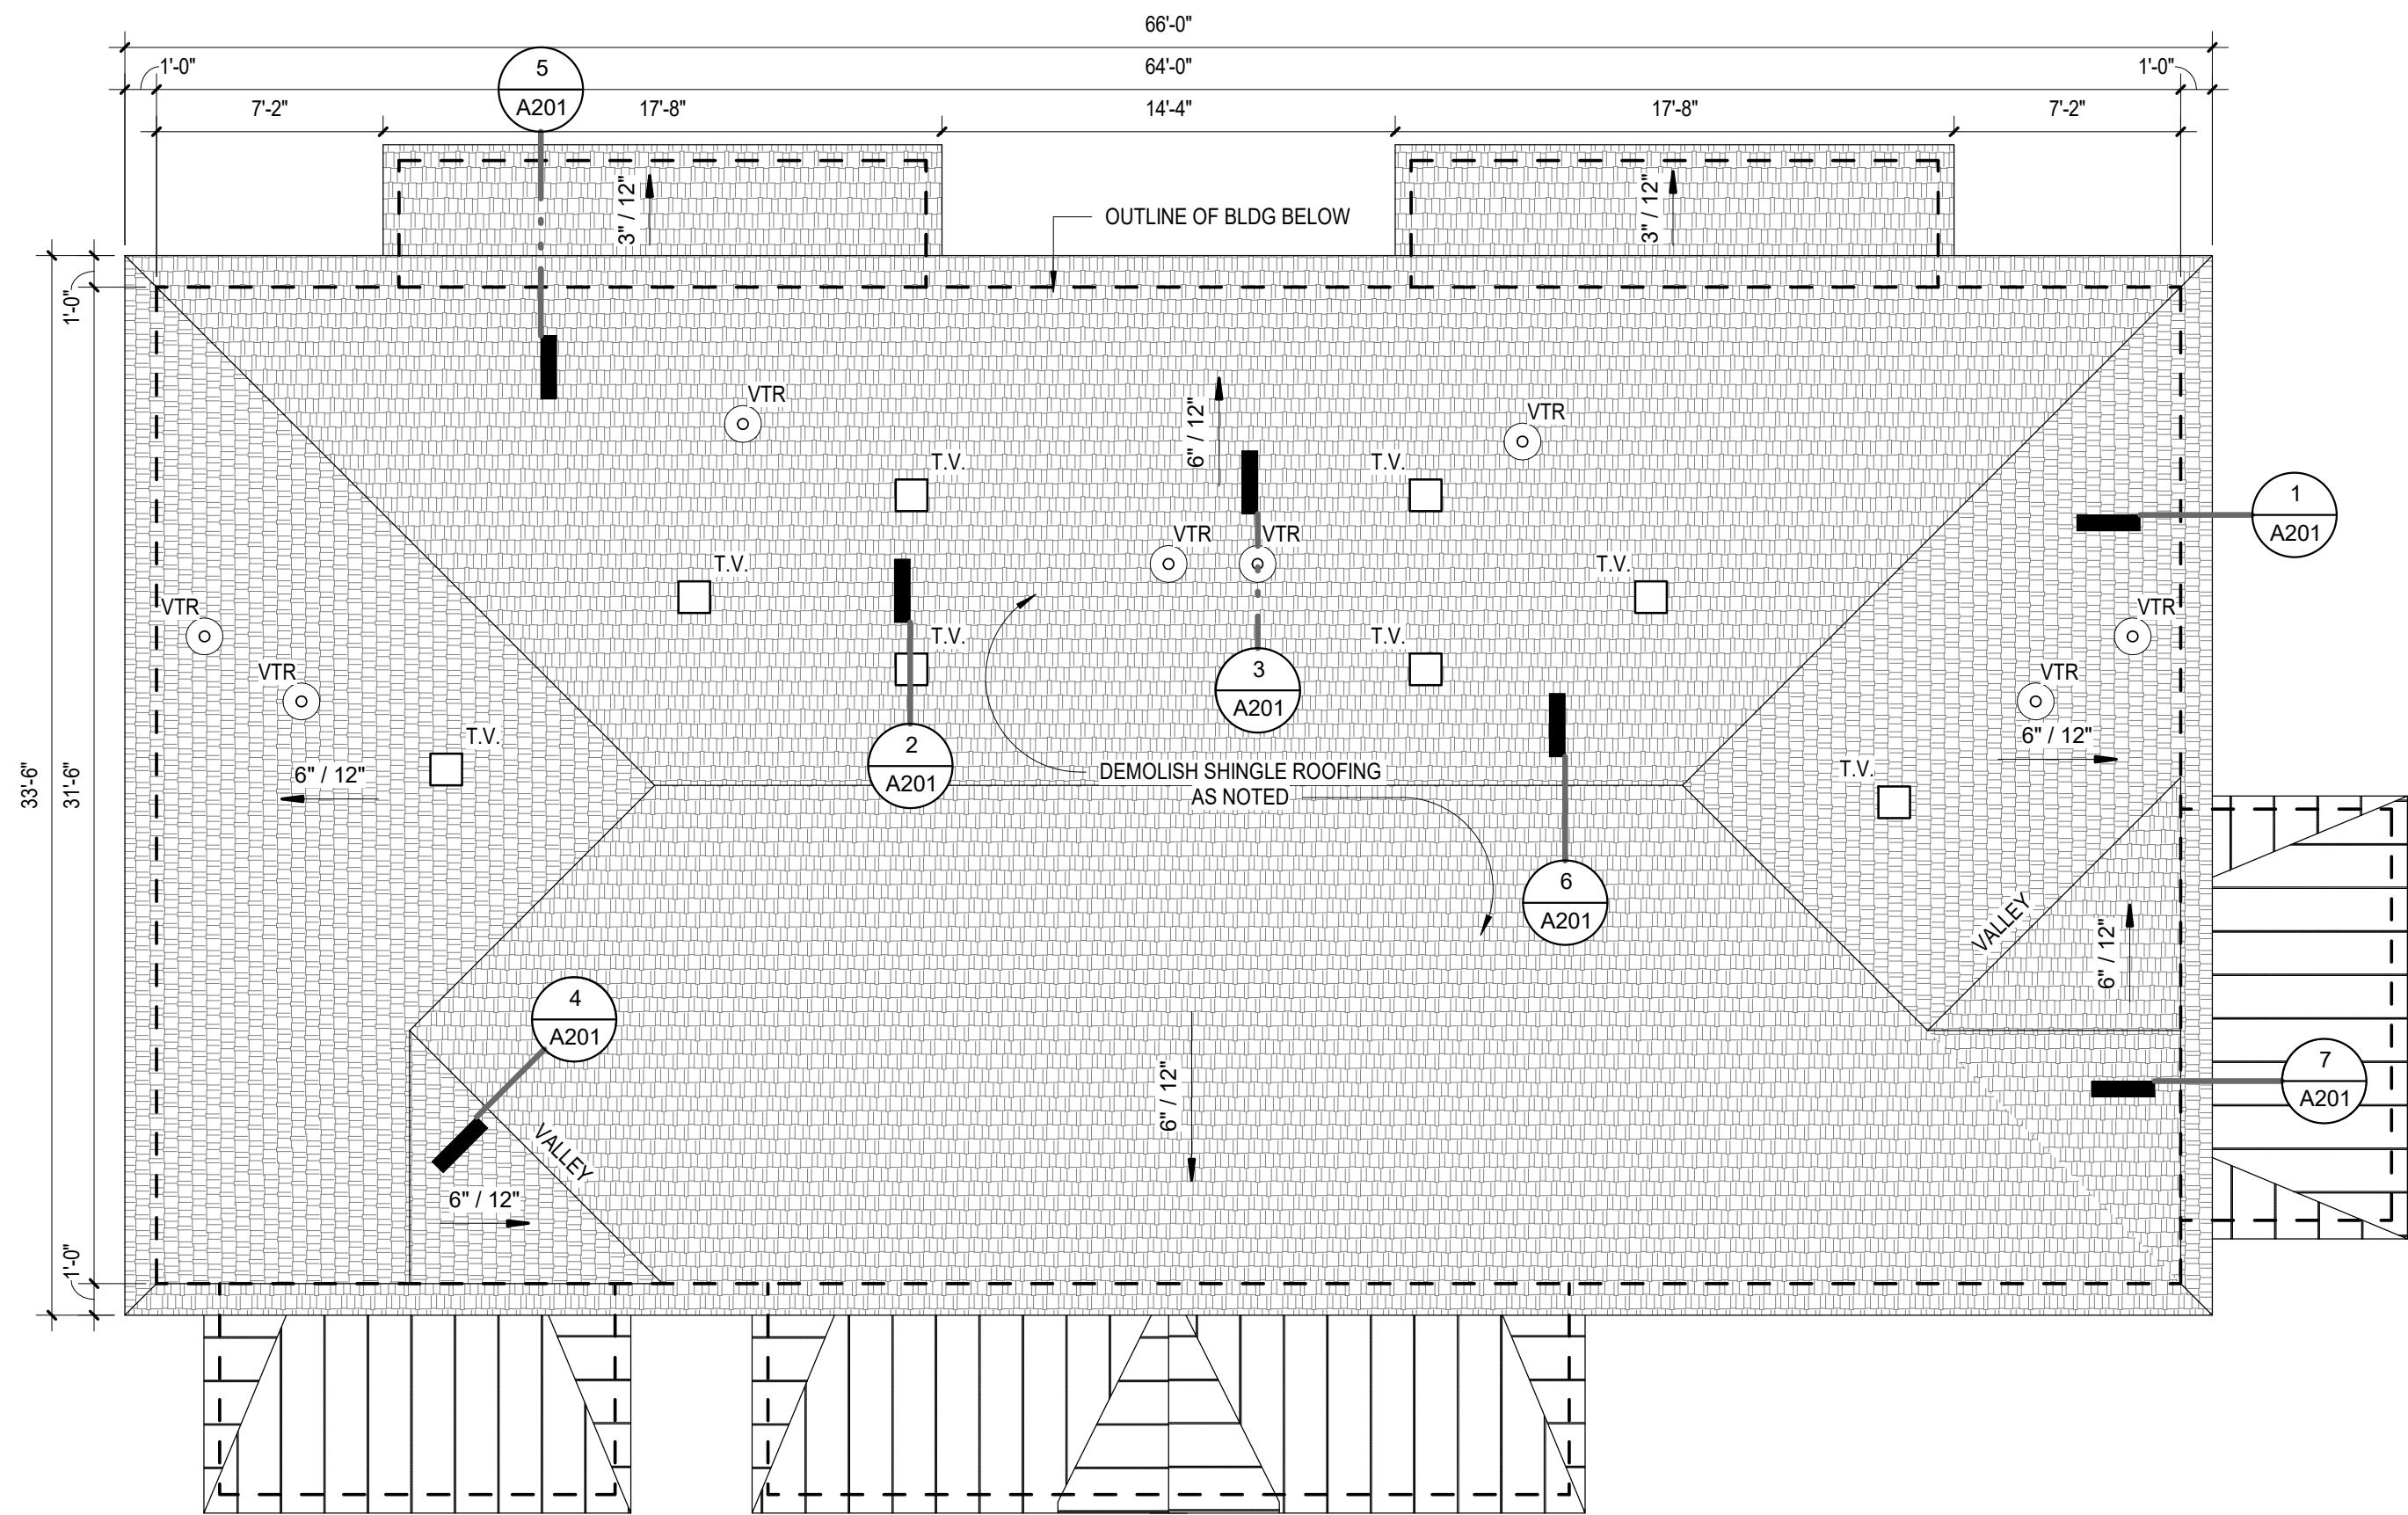 66'-0"
1'-0"
64'-0"
1'-0"
5
A201
7'-2"
17'-8"
14'-4"
17'-8"
7'-2"
3" / 12"
3" / 12"
OUTLINE OF BLDG BELOW
1'-0"
VTR
6" / 12"
VTR
T.V.
T.V.
1
A201
VTR
VTR
T.V.
T.V.
VTR
VTR
T.V.
T.V.
VTR
VTR
3
A201
T.V.
6" / 12"
6" / 12"
2
A201
33'-6"
31'-6"
DEMOLISH SHINGLE ROOFING
AS NOTED
T.V.
6
A201
VALLEY
6" / 12"
4
A201
6" / 12"
7
A201
VALLEY
6" / 12"
1'-0"